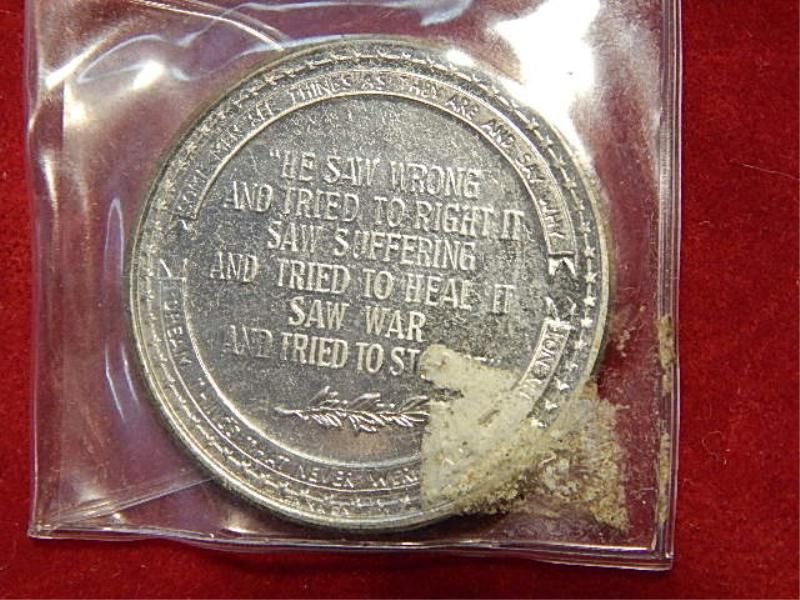 SOME MEN SEE THINGS AS THEY ARE AND SAY WHY
"HE SAW WRONG
AND TRIED TO RIGHT IT
SAW SUFFERING
AND TRIED TO HEAL IT
SAW WAR
AND TRIED TO
I DREAM THINGS THAT NEVER WERE